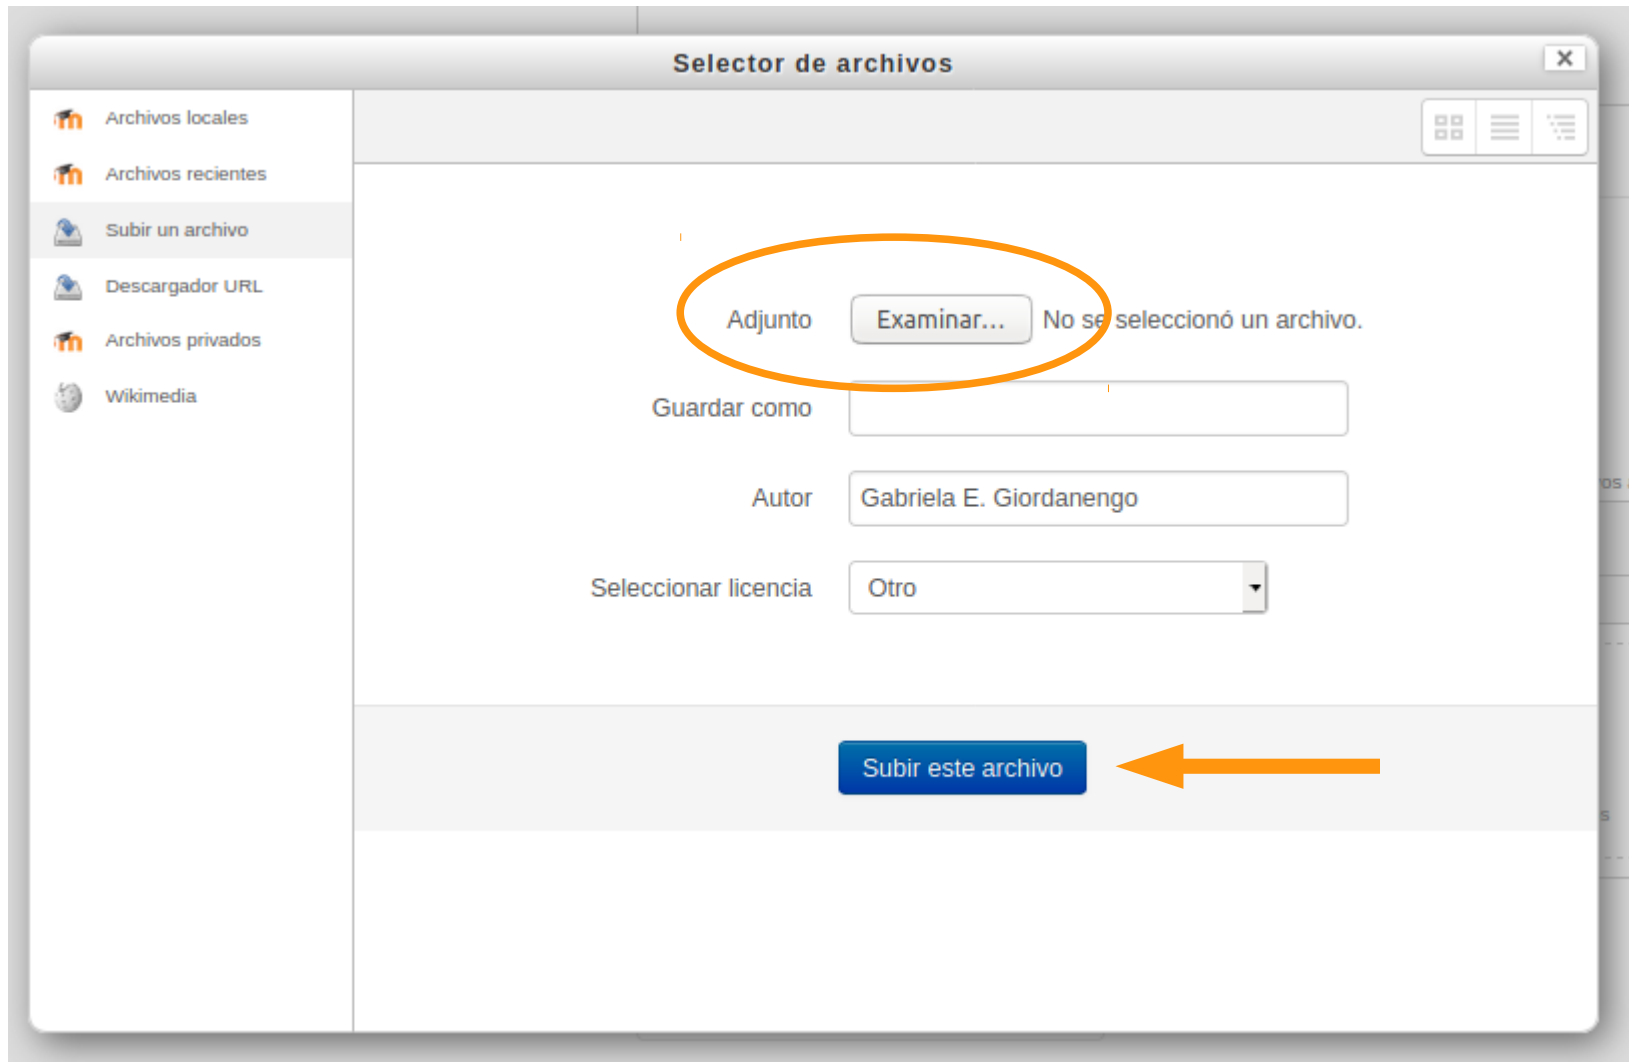 Selector de archivos
Archivos locales
Archivos recientes
Subir un archivo
Descargador URL
Archivos privados
Wikimedia
Adjunto Examinar... No se seleccionó un archivo.
Guardar como
Autor Gabriela E. Giordanengo
Seleccionar licencia Otro
Subir este archivo